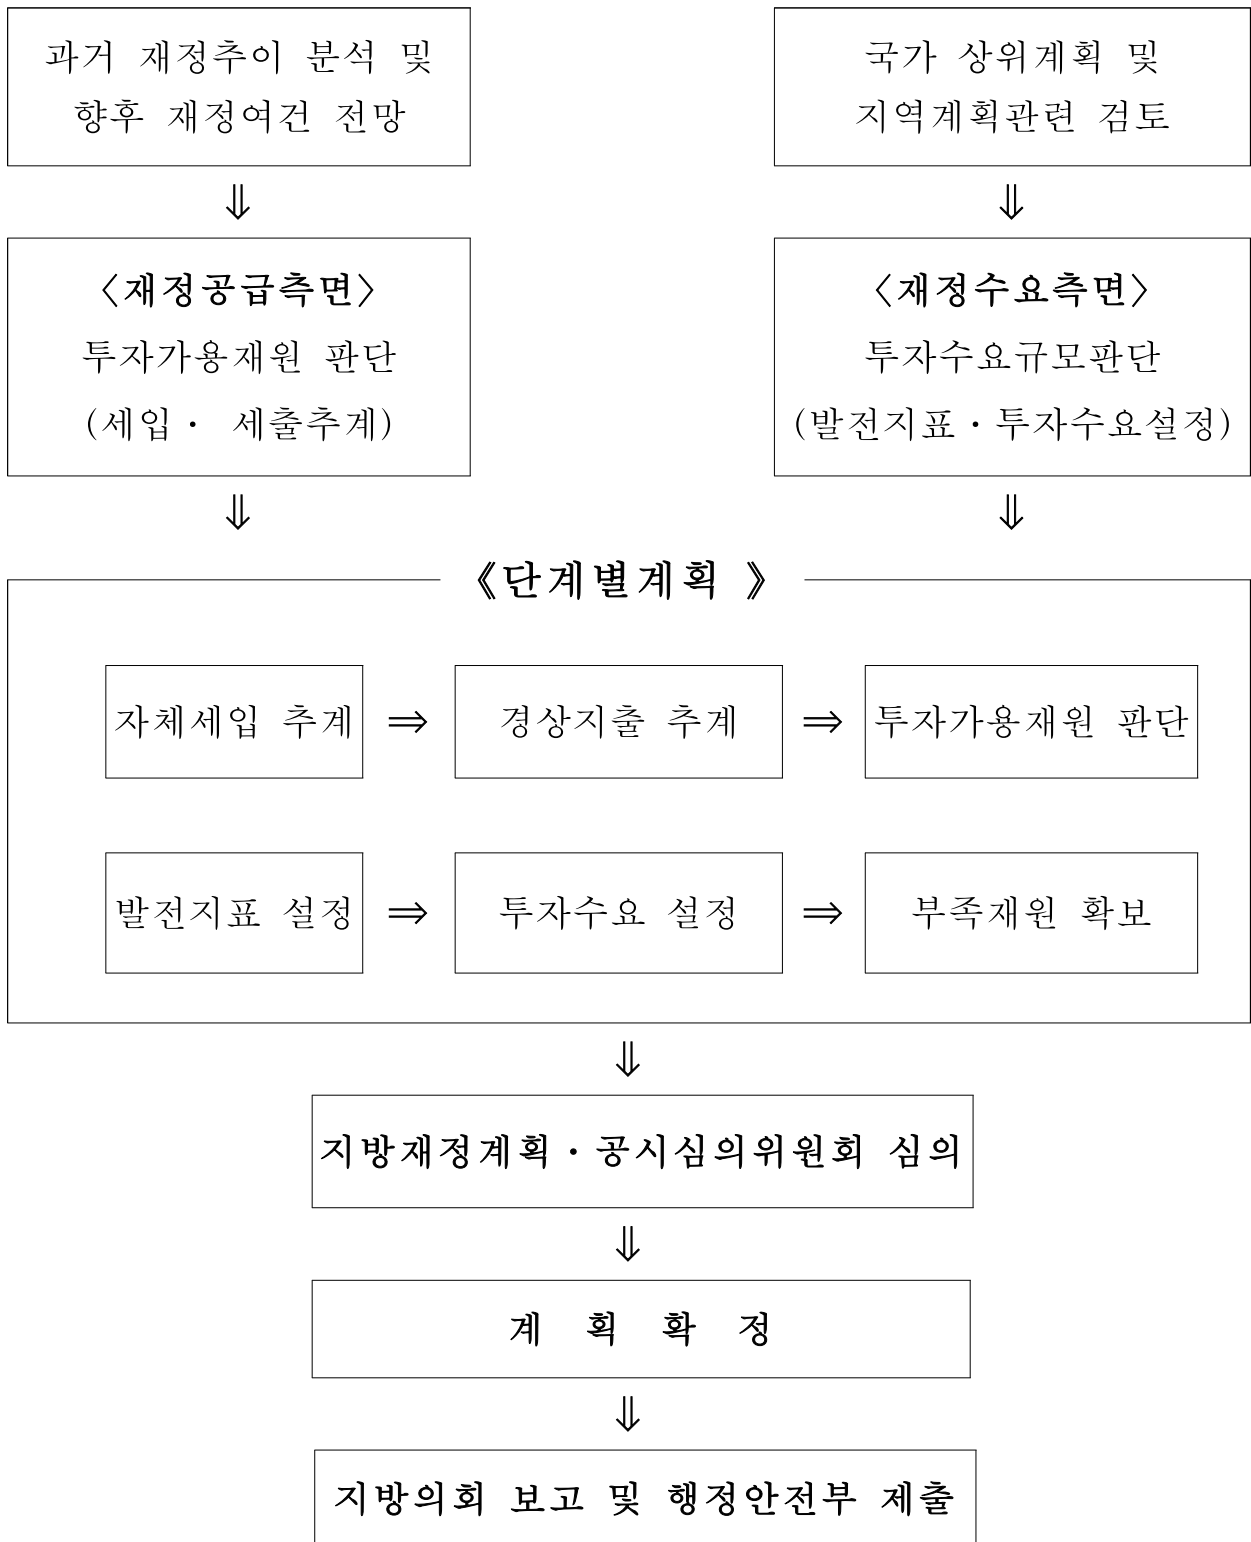 과거 재정추이 분석 및
향후 재정여건 전망
국가 상위계획 및
지역계획관련 검토
⇓
⇓
〈재정공급측면〉
투자가용재원 판단
(세입· 세출추계)
〈재정수요측면〉
투자수요규모판단
(발전지표·투자수요설정)
⇓
⇓
《단계별계획 》
자체세입 추계 ⇒ 경상지출 추계 ⇒ 투자가용재원 판단
발전지표 설정 ⇒ 투자수요 설정 ⇒ 부족재원 확보
⇓
지방재정계획·공시심의위원회 심의
⇓
계 획 확 정
⇓
지방의회 보고 및 행정안전부 제출